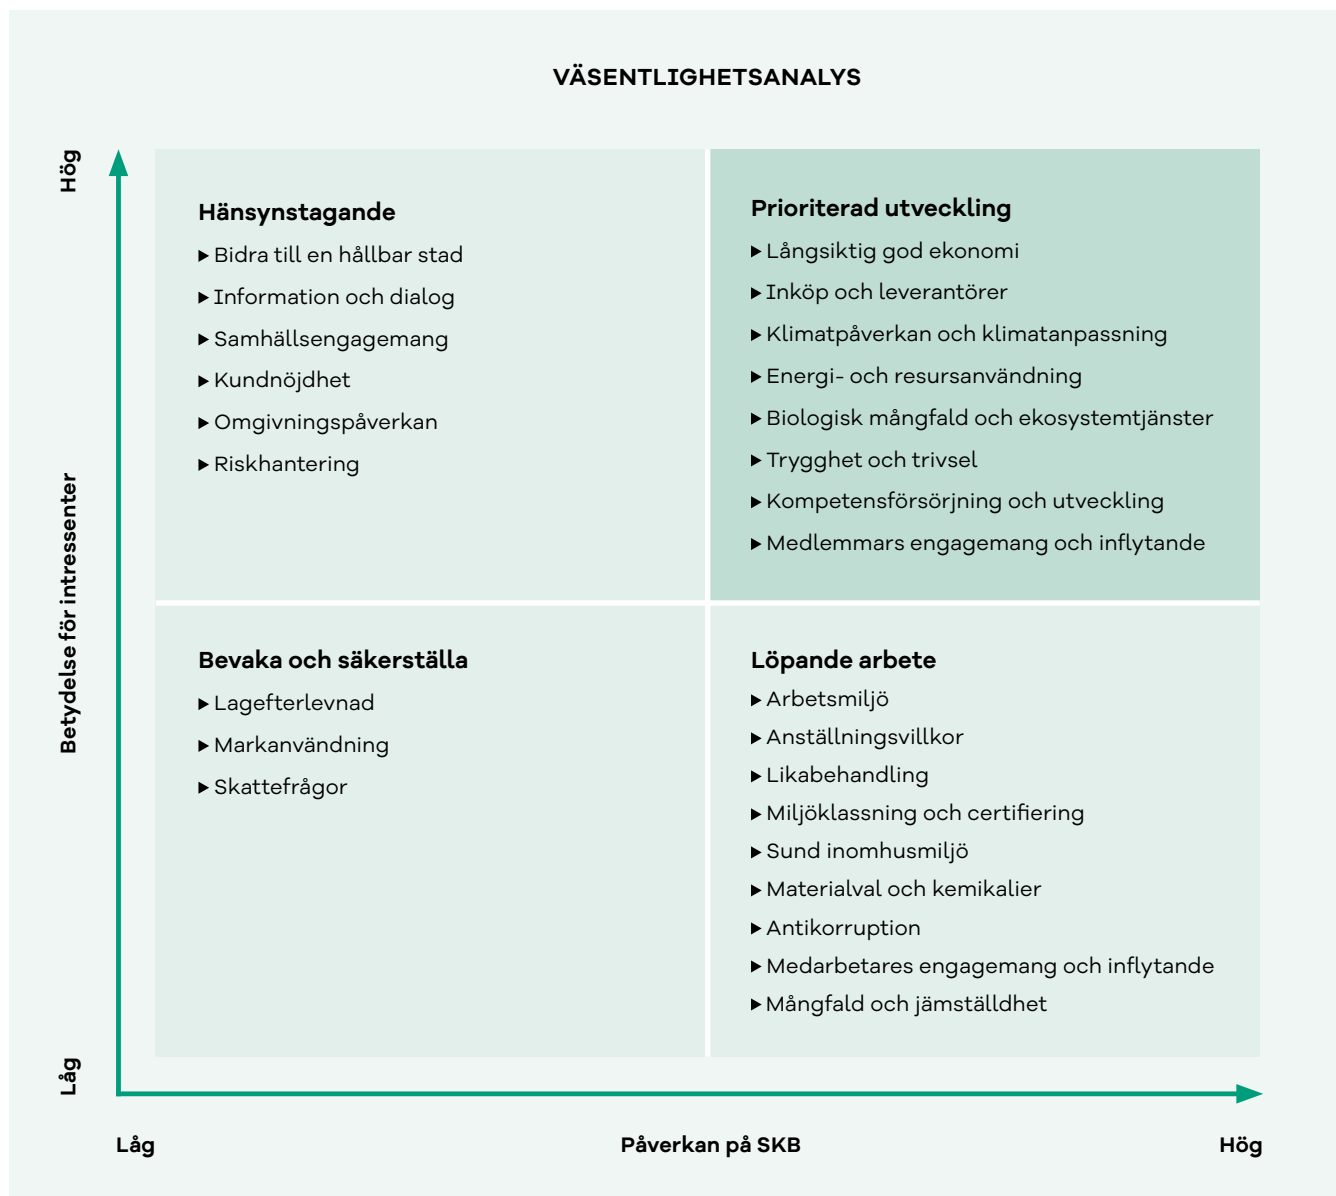 VÄSENTLIGHETSANALYS
Hög
Betydelse för intressenter
Låg
Hänsynstagande
▸ Bidra till en hållbar stad
▸ Information och dialog
▸ Samhällsengagemang
▸ Kundnöjdhet
▸ Omgivningspåverkan
▸ Riskhantering
Prioriterad utveckling
▸ Långsiktig god ekonomi
▸ Inköp och leverantörer
▸ Klimatpåverkan och klimatanpassning
▸ Energi- och resursanvändning
▸ Biologisk mångfald och ekosystemtjänster
▸ Trygghet och trivsel
▸ Kompetensförsörjning och utveckling
▸ Medlemmars engagemang och inflytande
Bevaka och säkerställa
▸ Lagefterlevnad
▸ Markanvändning
▸ Skattefrågor
Löpande arbete
▸ Arbetsmiljö
▸ Anställningsvillkor
▸ Likabehandling
▸ Miljöklassning och certifiering
▸ Sund inomhusmiljö
▸ Materialval och kemikalier
▸ Antikorruption
▸ Medarbetares engagemang och inflytande
▸ Mångfald och jämställdhet
Låg
Påverkan på SKB
Hög